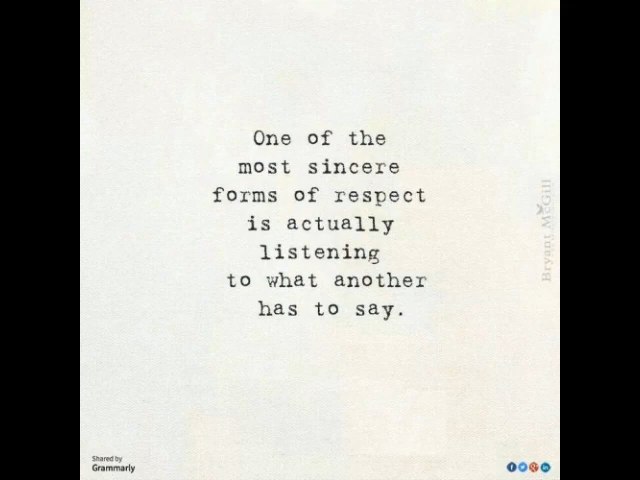 One of the
most sincere
forms of respect
is actually
listening
to what another
has to say.
Bryant McGill
Shared by
Grammarly